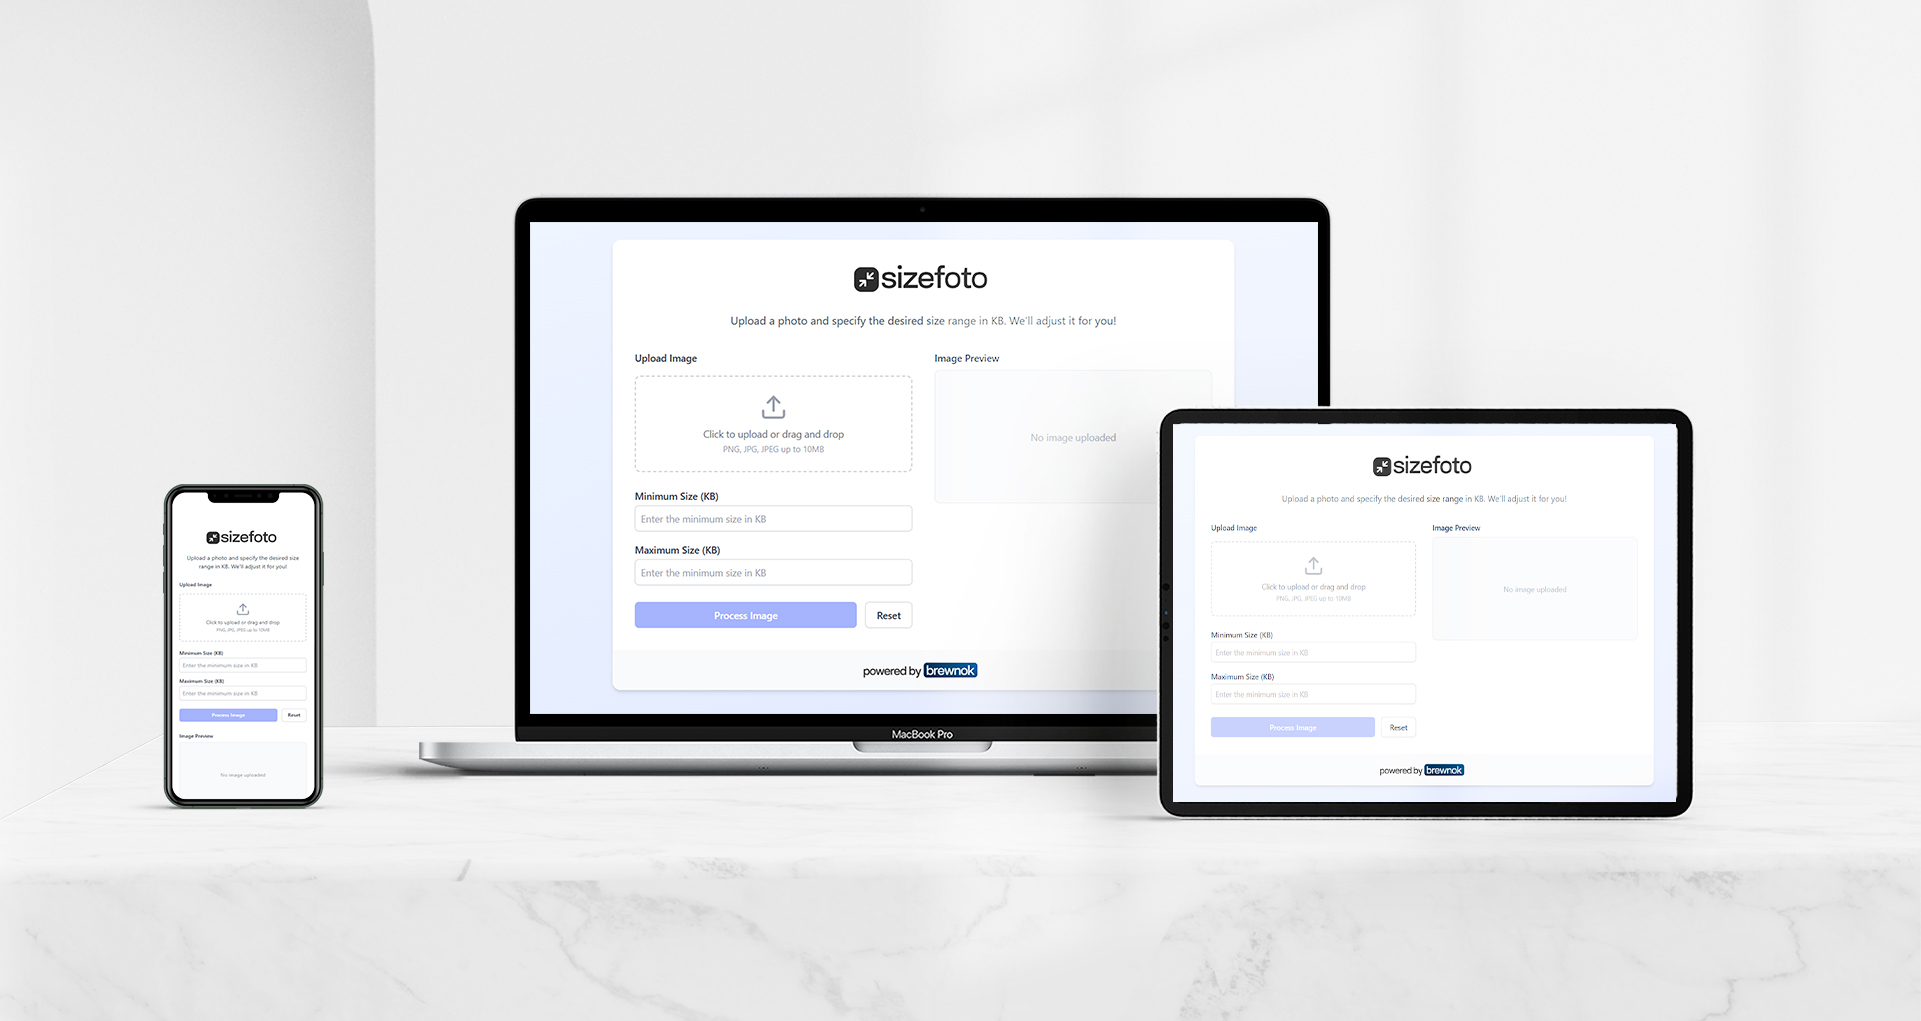 sizefoto
Upload a photo and specify the desired size
range in KB. We'll adjust it for you!
Upload Image
Click to upload or drag and drop
PNG, JPG, JPEG up to 10MB
Minimum Size (KB)
Enter the minimum size in KB
Maximum Size (KB)
Enter the minimum size in KB
Process Image
Reset
Image Preview
No image uploaded
sizefoto
Upload a photo and specify the desired size range in KB. We'll adjust it for you!
Upload Image
Image Preview
Click to upload or drag and drop
PNG, JPG, JPEG up to 10MB
No image uploaded
Minimum Size (KB)
Enter the minimum size in KB
Maximum Size (KB)
Enter the minimum size in KB
Process Image
Reset
powered by brewnok
MacBook Pro
sizefoto
Upload a photo and specify the desired size range in KB. We'll adjust it for you!
Upload Image
Image Preview
Click to upload or drag and drop
PNG, JPG, JPEG up to 10MB
No image uploaded
Minimum Size (KB)
Enter the minimum size in KB
Maximum Size (KB)
Enter the minimum size in KB
Process Image
Reset
powered by brewnok